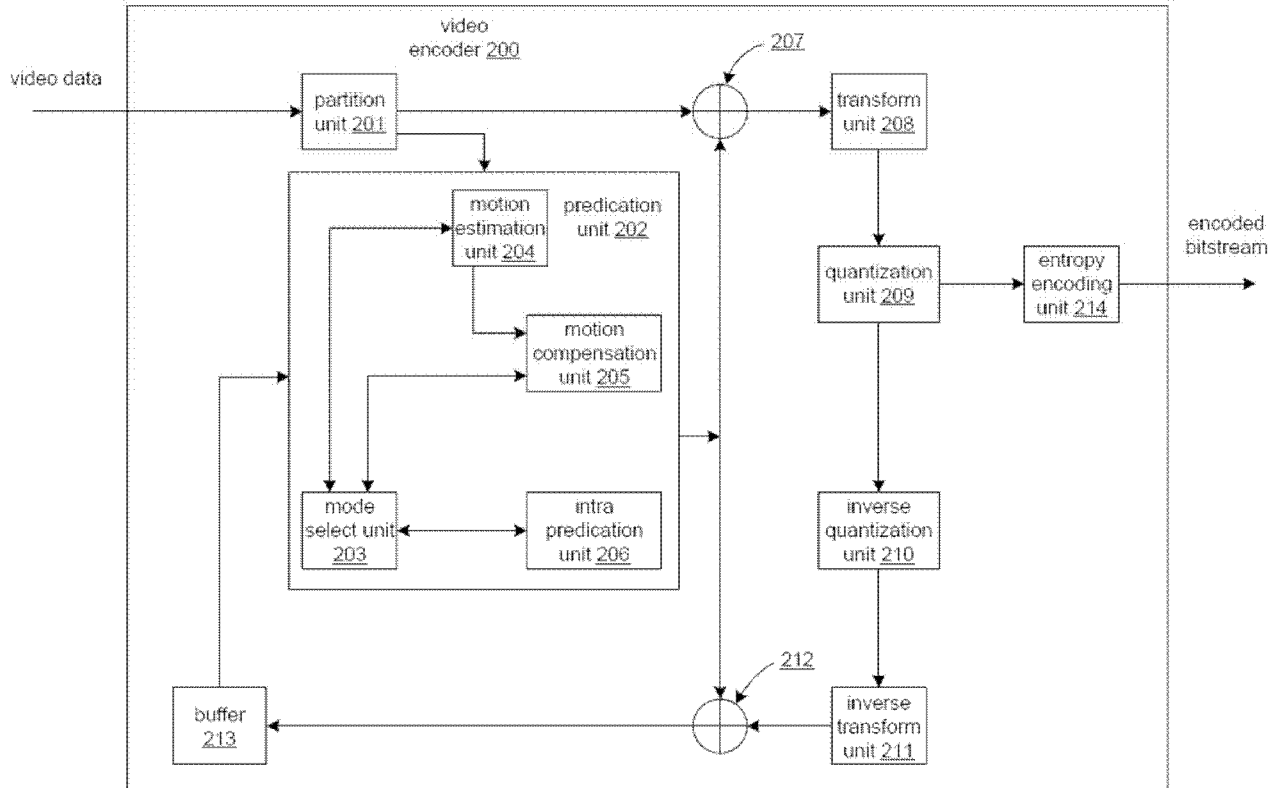 video
encoder 200
207
video data
partition
unit 201
transform
unit 208
motion
estimation
unit 204
predication
unit 202
encoded
bitstream
quantization
unit 209
entropy
encoding
unit 214
motion
compensation
unit 205
mode
select unit
203
intra
predication
unit 206
inverse
quantization
unit 210
212
buffer
213
inverse
transform
unit 211